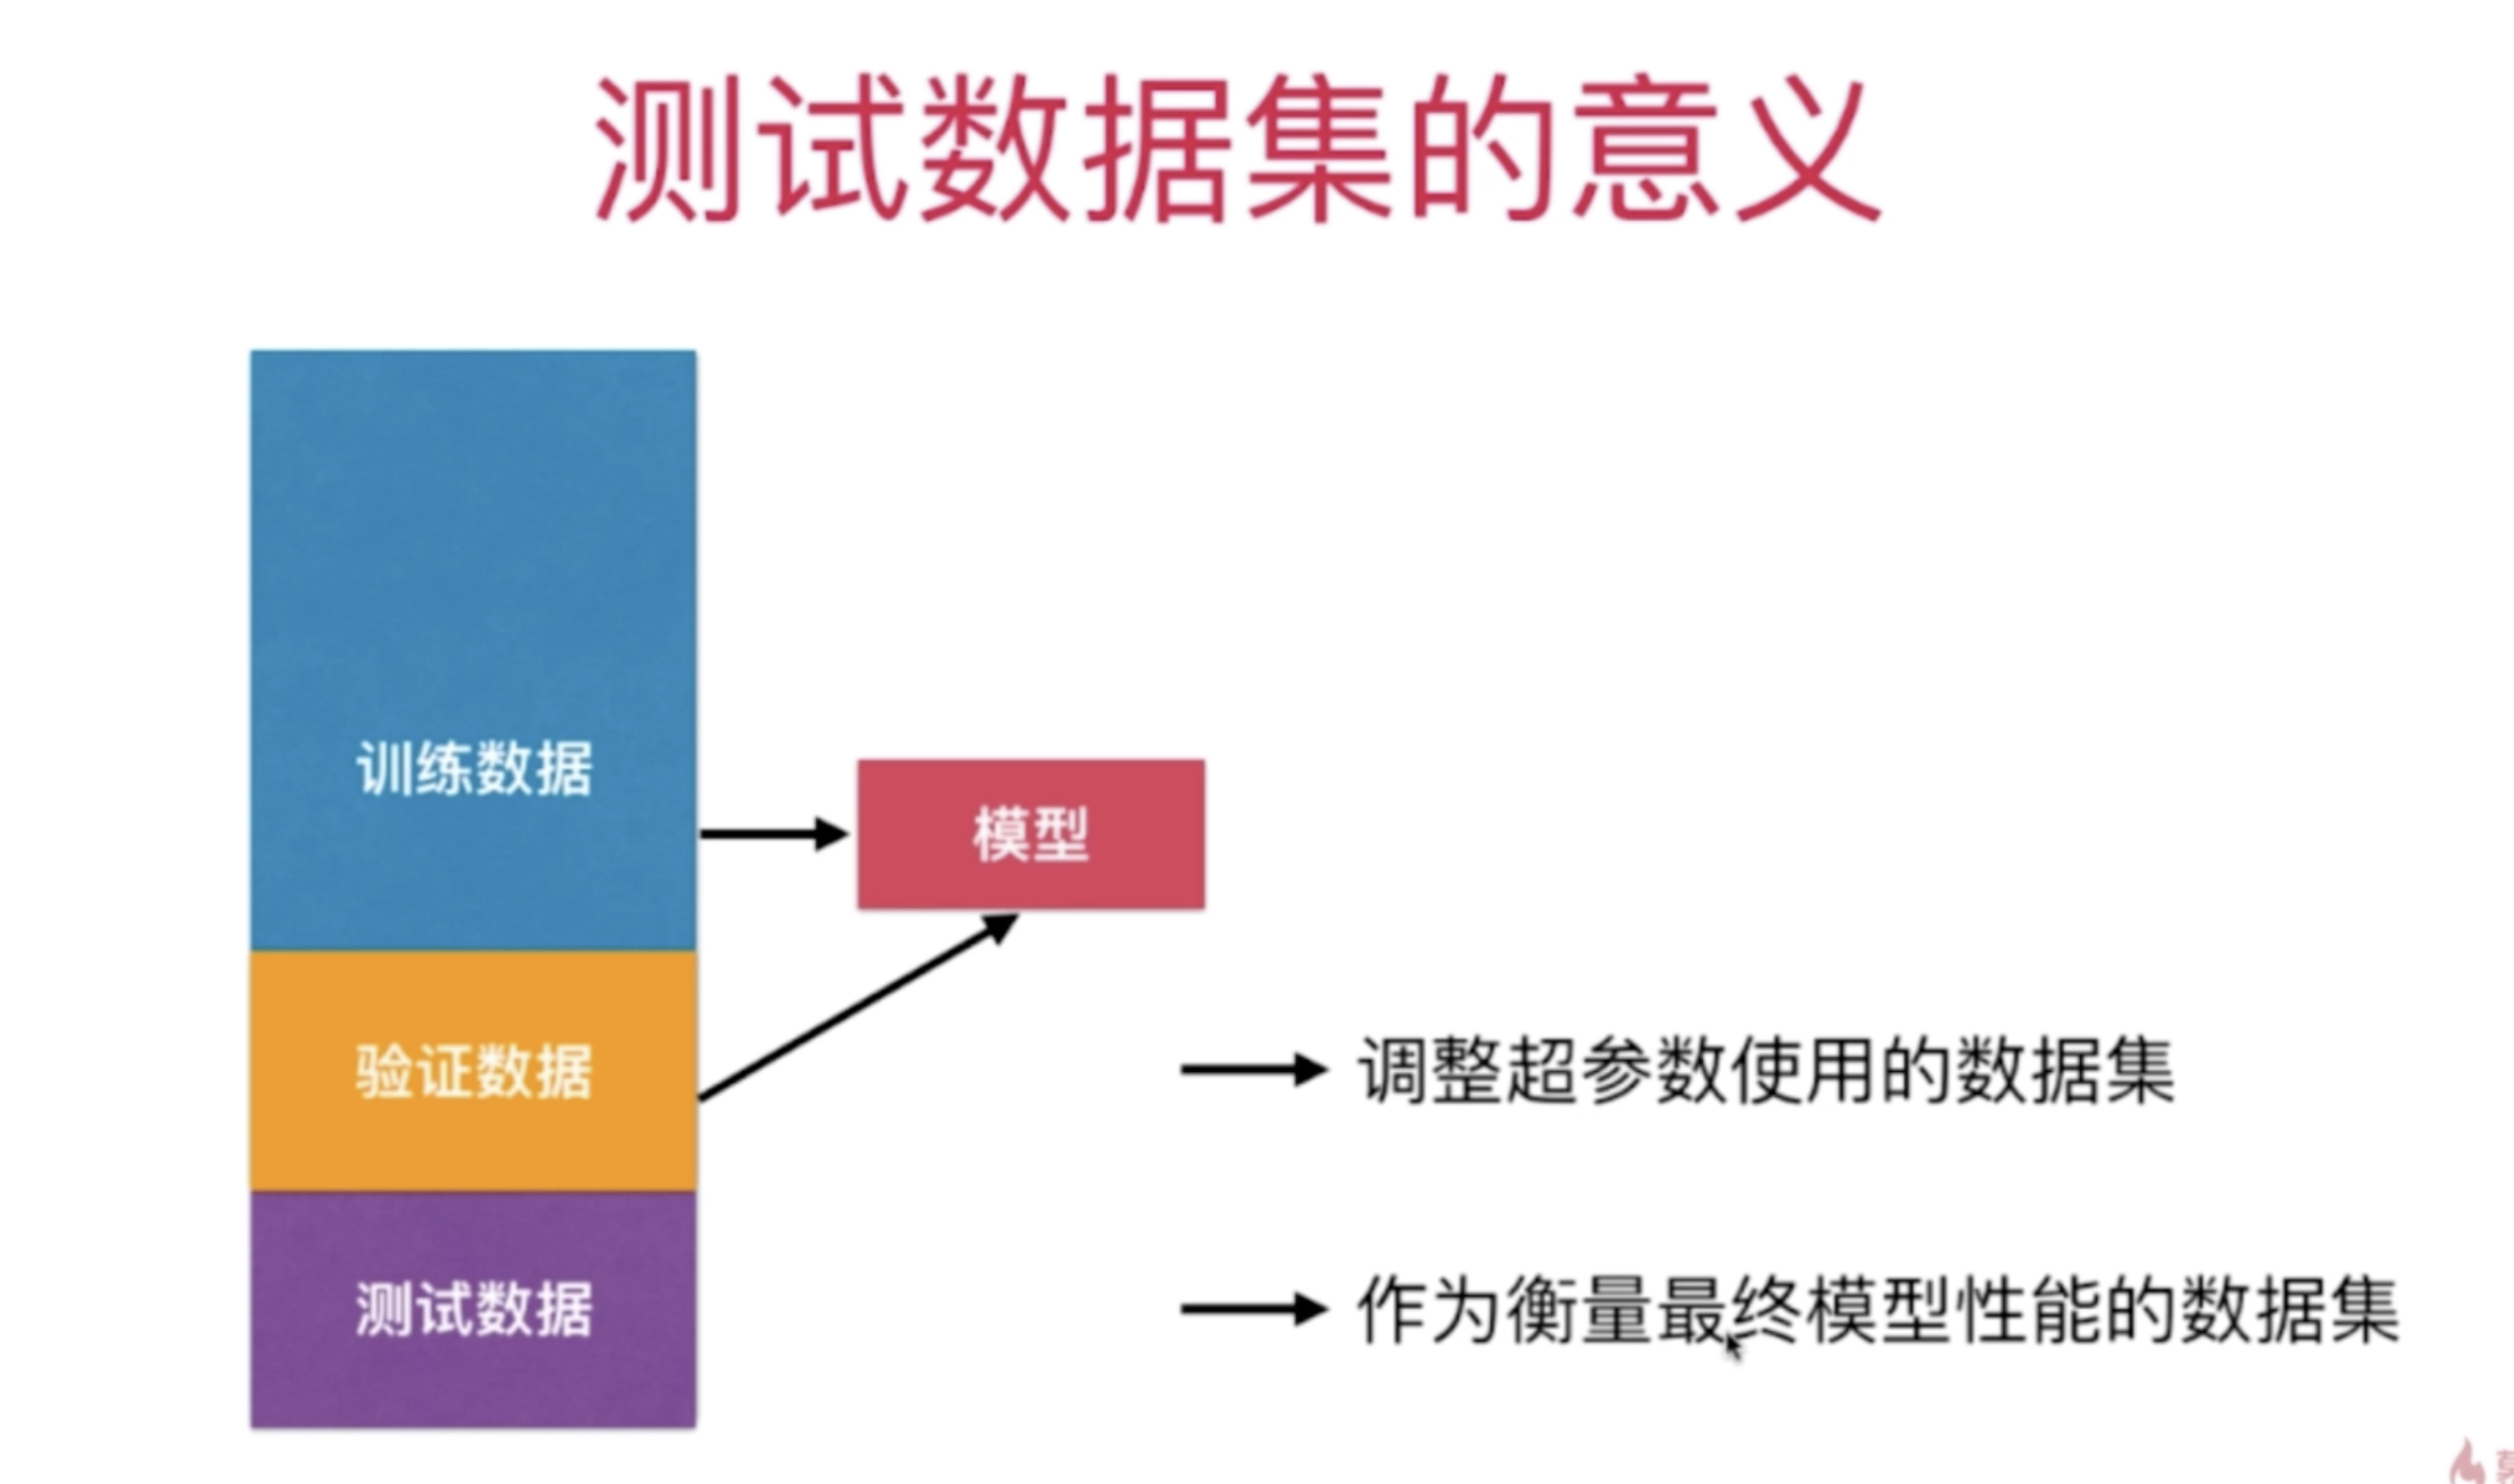 测试数据集的意义
训练数据
模型
验证数据
调整超参数使用的数据集
测试数据
作为衡量最终模型性能的数据集